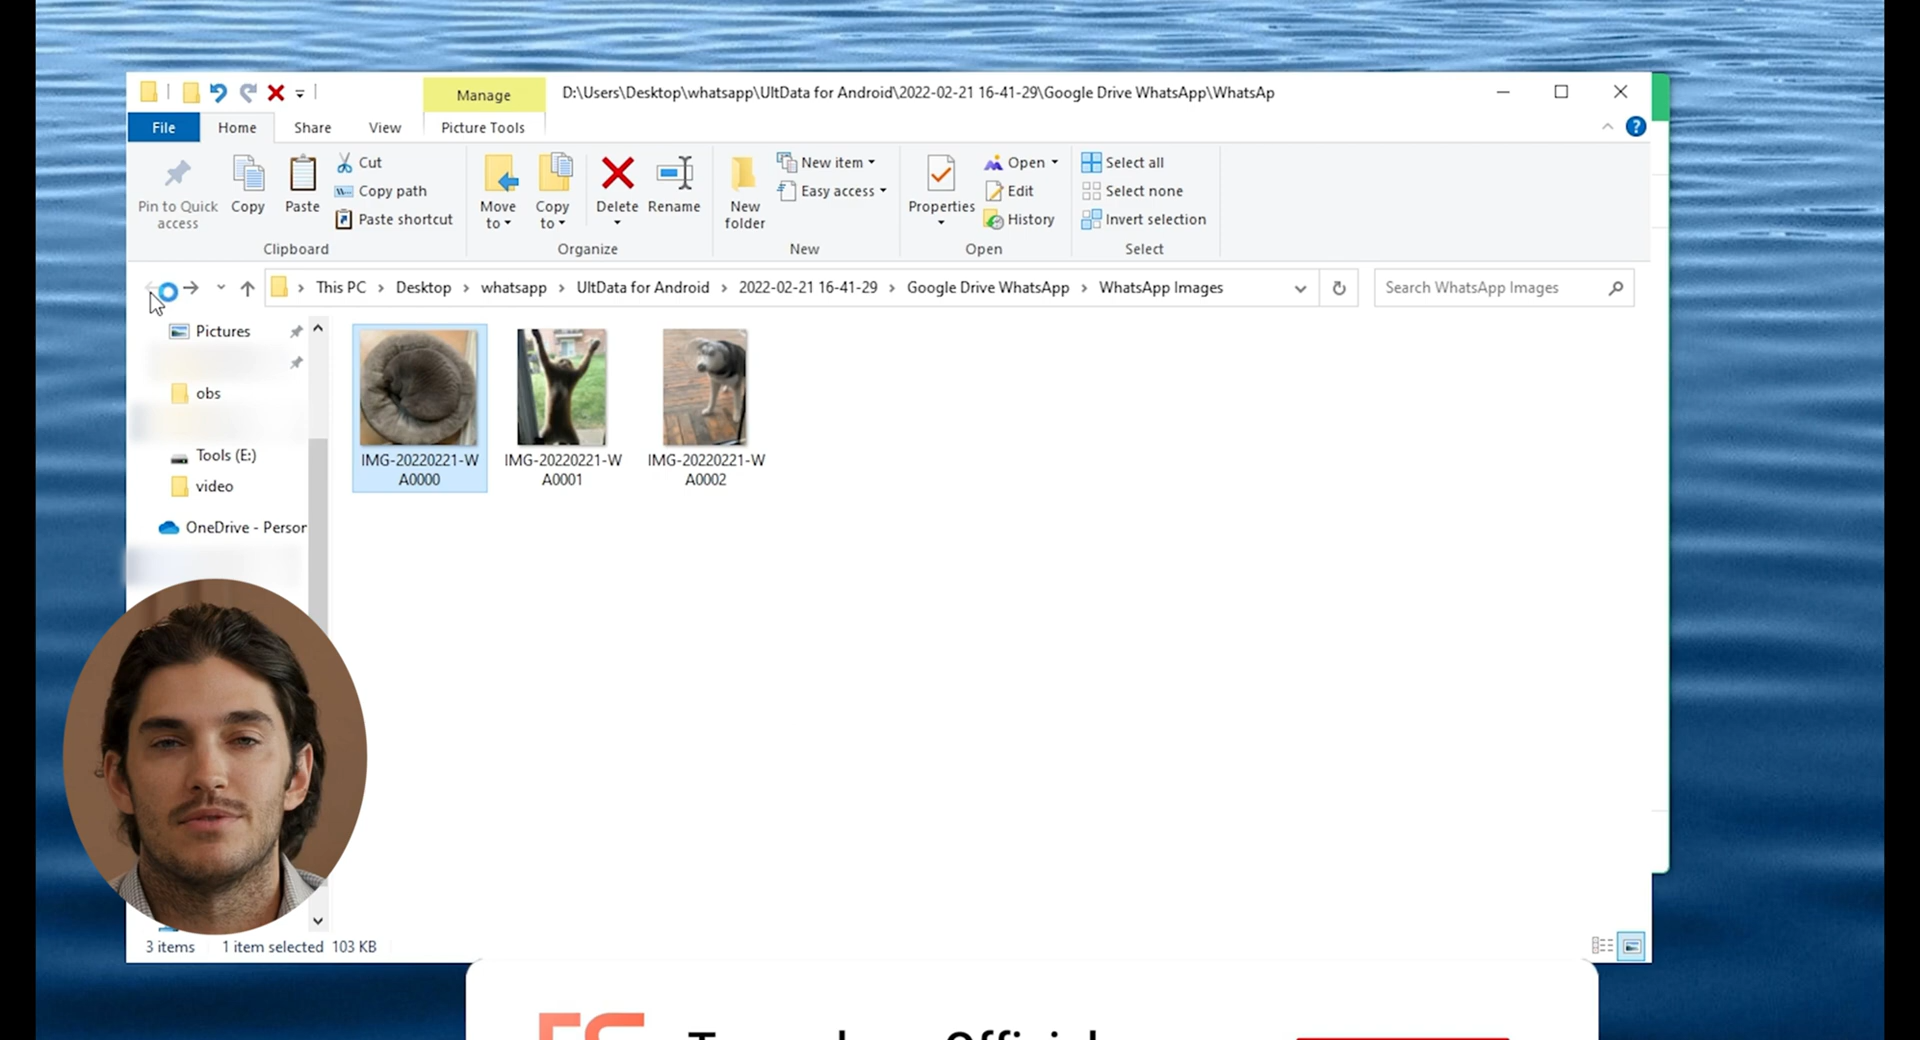 Manage
D:\Users\Desktop\whatsapp\UltData for Android\2022-02-21 16-41-29\Google Drive WhatsApp\WhatsAp
File
Home
Share
View
Picture Tools
Pin to Quick
access
Copy
Paste
Cut
Copy path
Paste shortcut
Clipboard
Move
to
Copy
to
Delete
Rename
Organize
New
folder
New item
Easy access
New
Properties
Open
Edit
History
Open
Select all
Select none
Invert selection
Select
This PC > Desktop > whatsapp > UltData for Android > 2022-02-21 16-41-29 > Google Drive WhatsApp > WhatsApp Images
Search WhatsApp Images
Pictures
obs
Tools (E:)
video
OneDrive - Person
IMG-20220221-W
A0000
IMG-20220221-W
A0001
IMG-20220221-W
A0002
3 items
1 item selected 103 KB